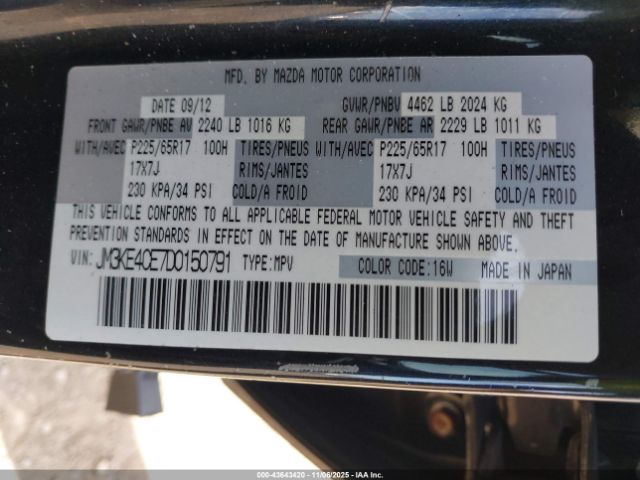 MFD. BY MAZDA MOTOR CORPORATION
DATE 09/12 GVWR/PNBV 4462 LB 2024 KG
FRONT GAWR/PNBE AV 2240 LB 1016 KG REAR GAWR/PNBE AR 2229 LB 1011 KG
WITH/AVEC P225/65R17 100H TIRES/PNEUS WITH/AVEC P225/65R17 100H TIRES/PNEUS
17X7J RIMS/JANTES 17X7J RIMS/JANTES
230 KPA/34 PSI COLD/A FROID 230 KPA/34 PSI COLD/A FROID
THIS VEHICLE CONFORMS TO ALL APPLICABLE FEDERAL MOTOR VEHICLE SAFETY AND THEFT
PREVENTION STANDARDS IN EFFECT ON THE DATE OF MANUFACTURE SHOWN ABOVE.
VIN: JM3KE4CE7D0150791 TYPE:MPV COLOR CODE:16W MADE IN JAPAN
000-43643420 - 11/06/2025 - IAA Inc.